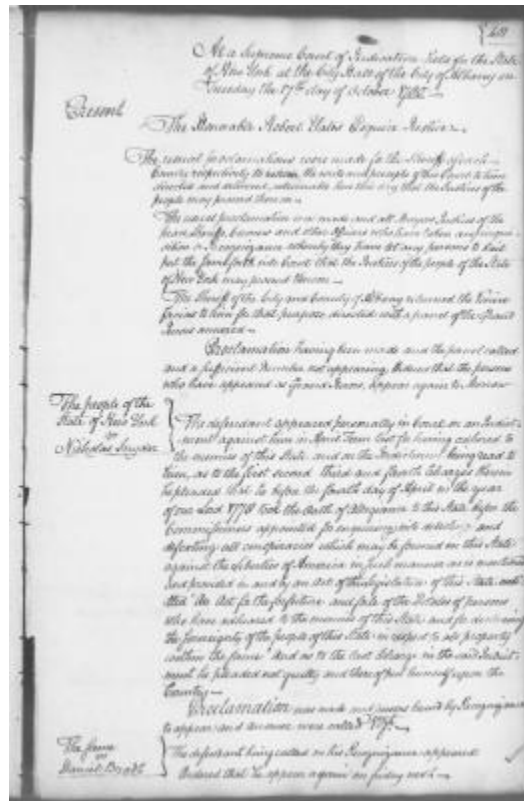 At a Supreme Court of Judicature held for the State
of New York at the City Hall of the City of Albany on
Tuesday the 17th day of October
Present
The Honorable Robert Yates Esquire Justice
The usual proclamations were made for the Sheriff of each
County respectively to return the writs and precepts of this Court to him
directed and delivered, returnable here this day that the Justices of the
people may proceed thereon
The usual proclamation was made and all Mayors Justices of the
peace Sheriffs, Coroners and other Officers who have taken any inqui-
sition or Recognizance whereby they have let any persons to bail
put the same forth into Court that the Justices of the people of the State
of New York may proceed thereon
The Sheriff of the City and County of Albany returned the Venire
facias to him for that purpose directed with a panel of the Grand
Jurors annexed
Proclamation having been made and the panel called
and a sufficient Number not appearing, Ordered that the persons
who have appeared as Grand Jurors, appear again to Morrow
The people of the
State of New York
vs
Nicholas Snyder
The defendant appeared personally in Court on an Indict-
ment against him in Term last for having adhered to
the enemies of this State and on the Indictment being read to
him, as to the first second third and fourth Charges therein
he pleaded that he before the fourth day of April in the year
of our Lord 1778 took the Oath of Allegiance to this State before the
Commissioners appointed for enquiring into detecting and
defeating all conspiracies which may be formed in this State
against the Liberties of America in such manner as is mentioned
and provided in and by an Act of the legislature of this State enti-
tled "An Act for the forfeiture and sale of the Estates of persons
who have adhered to the enemies of this State and for declaring
the Sovereignty of the people of this State in respect to all property
within the same" And as to the last Charge in the said Indict-
ment he pleaded not guilty and thereof put himself upon the
Country
Proclamation was made and persons bound by Recognizance
to appear and answer were called
The same
vs
Daniel
The defendant being called on his Recognizance appeared
Ordered that he appear again on friday next